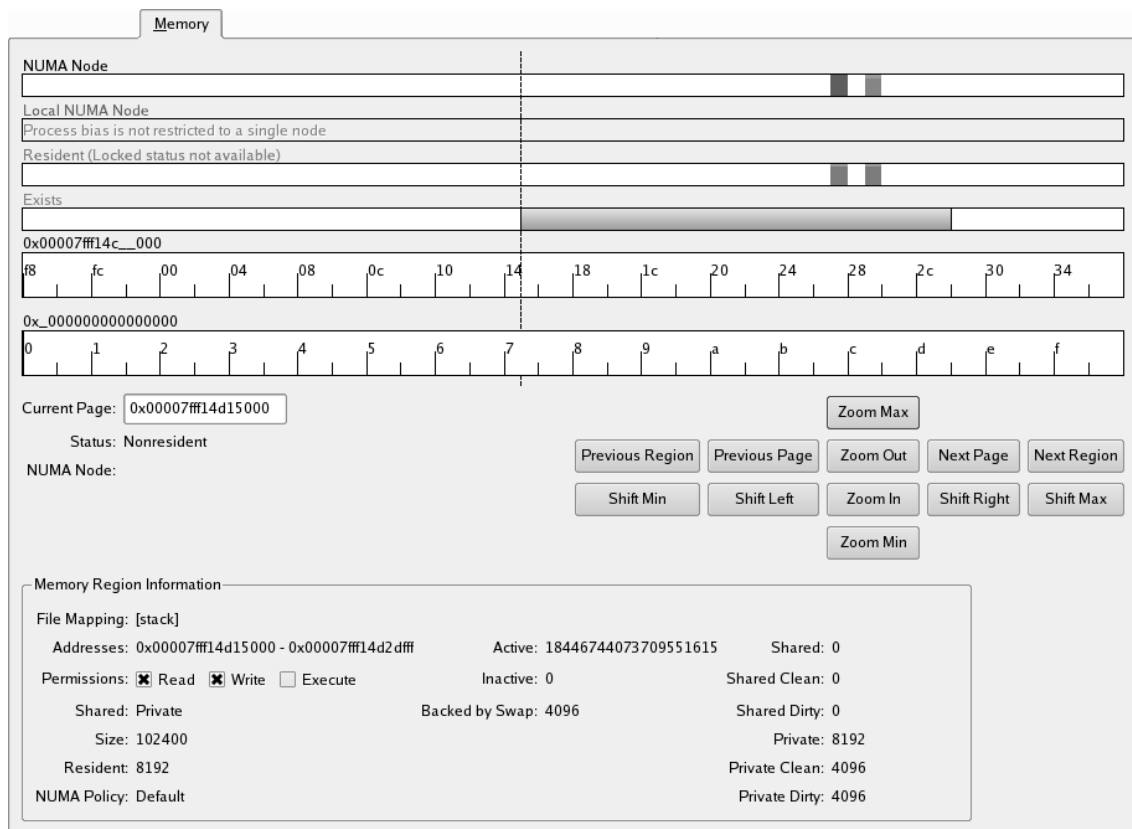 Memory
NUMA Node
Local NUMA Node
Process bias is not restricted to a single node
Resident (Locked status not available)
Exists
0x00007fff14c__000
f8 fc 00 04 08 0c 10 14 18 1c 20 24 28 2c 30 34
0x_000000000000000
0 1 2 3 4 5 6 7 8 9 a b c d e f
Current Page: 0x00007fff14d15000
Zoom Max
Status: Nonresident
Previous Region Previous Page Zoom Out Next Page Next Region
NUMA Node:
Shift Min Shift Left Zoom In Shift Right Shift Max
Zoom Min
Memory Region Information
File Mapping: [stack]
Addresses: 0x00007fff14d15000 - 0x00007fff14d2dfff Active: 18446744073709551615 Shared: 0
Permissions: Read Write Execute Inactive: 0 Shared Clean: 0
Shared: Private Backed by Swap: 4096 Shared Dirty: 0
Size: 102400 Private: 8192
Resident: 8192 Private Clean: 4096
NUMA Policy: Default Private Dirty: 4096